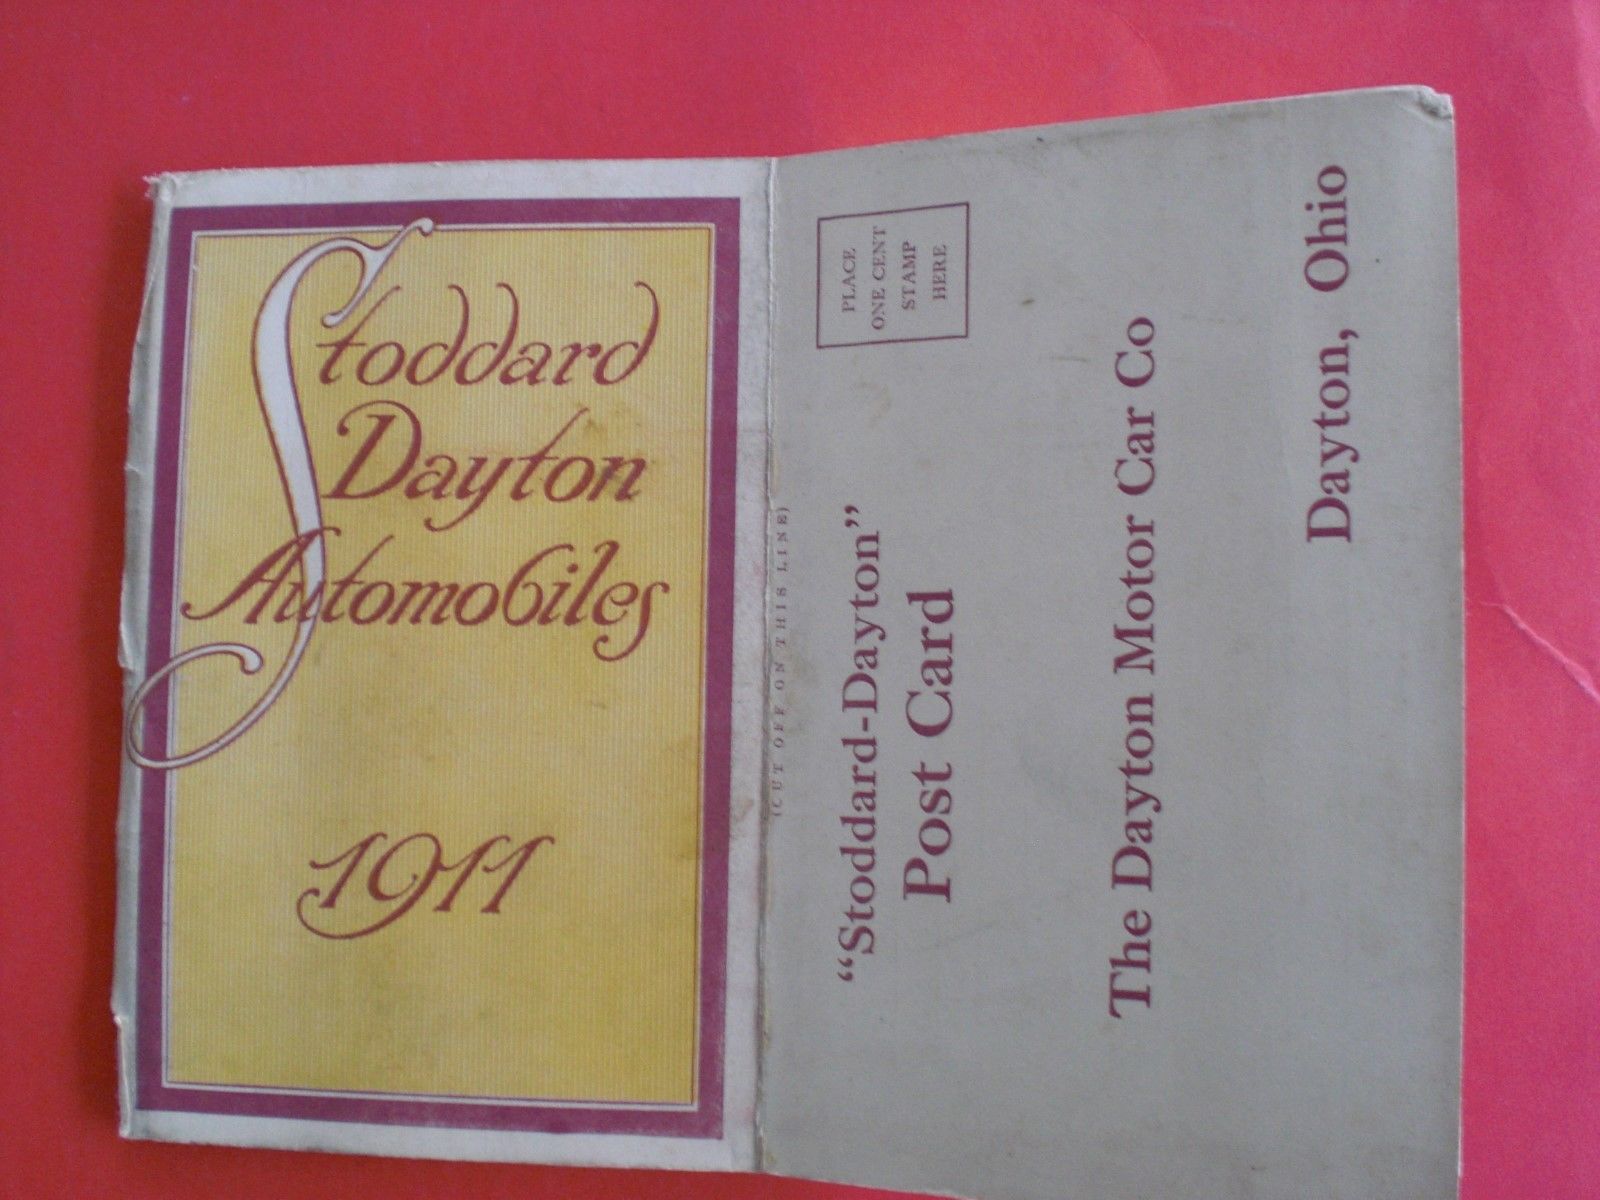 Stoddard
Dayton
Automobiles
1911
(CUT OFF ON THIS LINE)
"Stoddard-Dayton"
Post Card
PLACE
ONE CENT
STAMP
HERE
The Dayton Motor Car Co
Dayton, Ohio